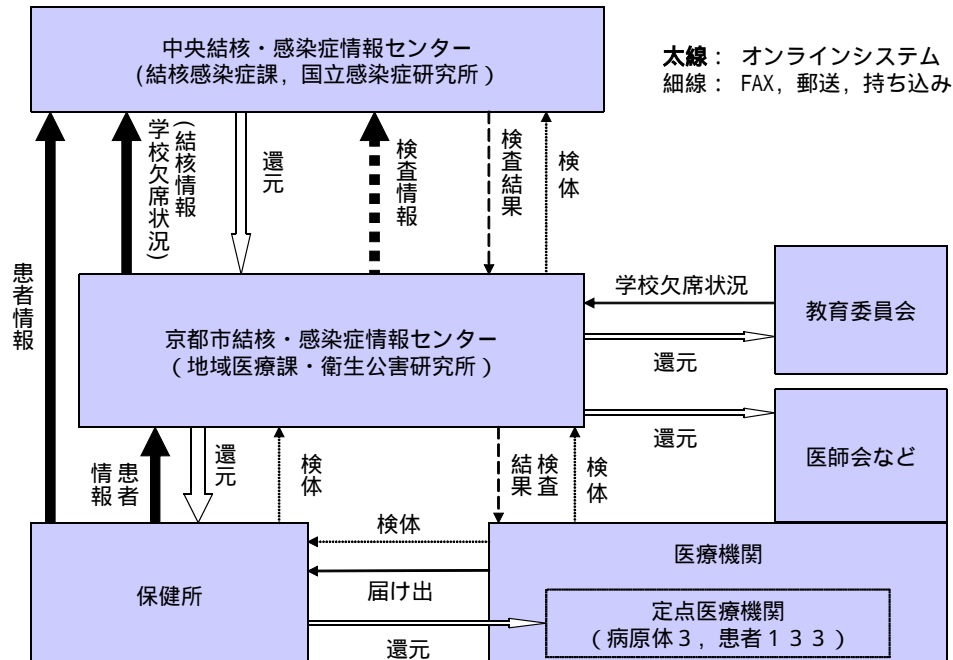 中央結核・感染症情報センター
(結核感染症課，国立感染症研究所）
太線： オンラインシステム
細線： FAX，郵送，持ち込み
患者情報
(結核情報
学校欠席状況)
還元
検査情報
検査結果
検体
京都市結核・感染症情報センター
（地域医療課・衛生公害研究所）
学校欠席状況
還元
教育委員会
還元
医師会など
患者
情報
還元
検体
検査
結果
検体
保健所
検体
届け出
還元
医療機関
定点医療機関
（病原体３，患者１３３）